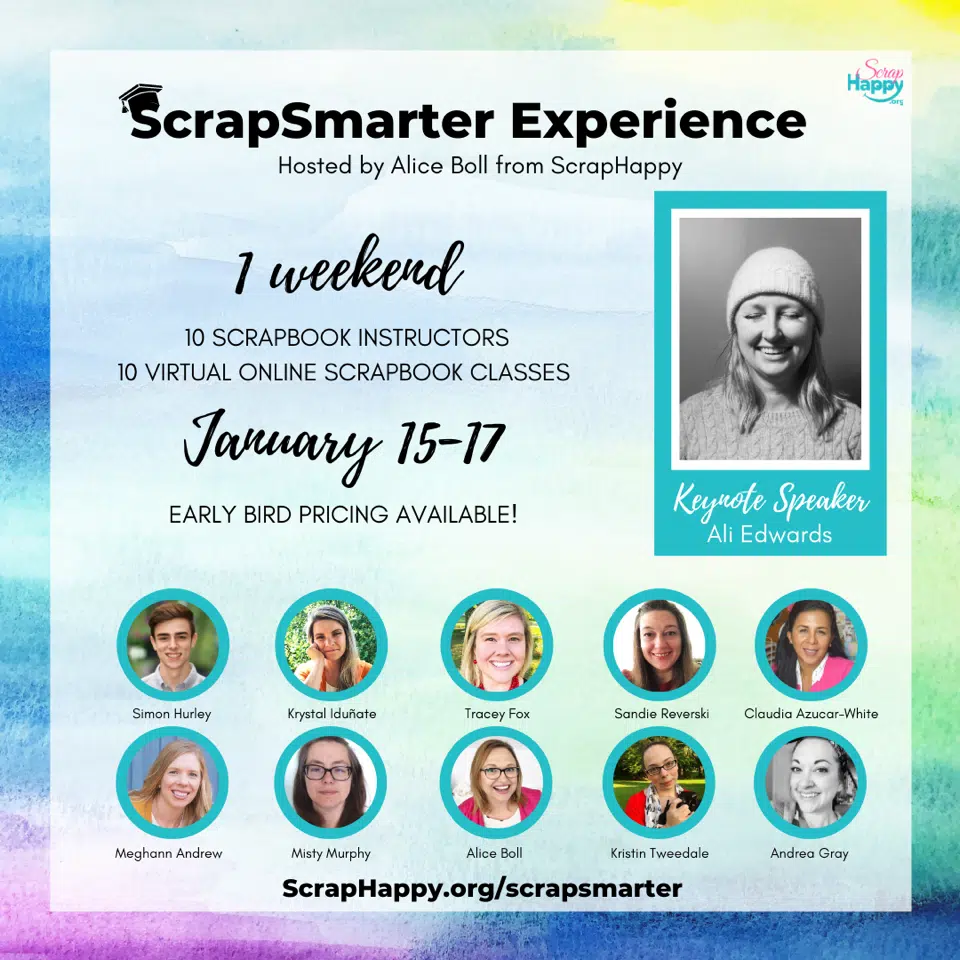 Scrap
Happy
.org
ScrapSmarter Experience
Hosted by Alice Boll from ScrapHappy
1 weekend
10 SCRAPBOOK INSTRUCTORS
10 VIRTUAL ONLINE SCRAPBOOK CLASSES
January 15-17
EARLY BIRD PRICING AVAILABLE!
Keynote Speaker
Ali Edwards
Simon Hurley
Krystal Iduñate
Tracey Fox
Sandie Reverski
Claudia Azucar-White
Meghann Andrew
Misty Murphy
Alice Boll
Kristin Tweedale
Andrea Gray
ScrapHappy.org/scrapsmarter